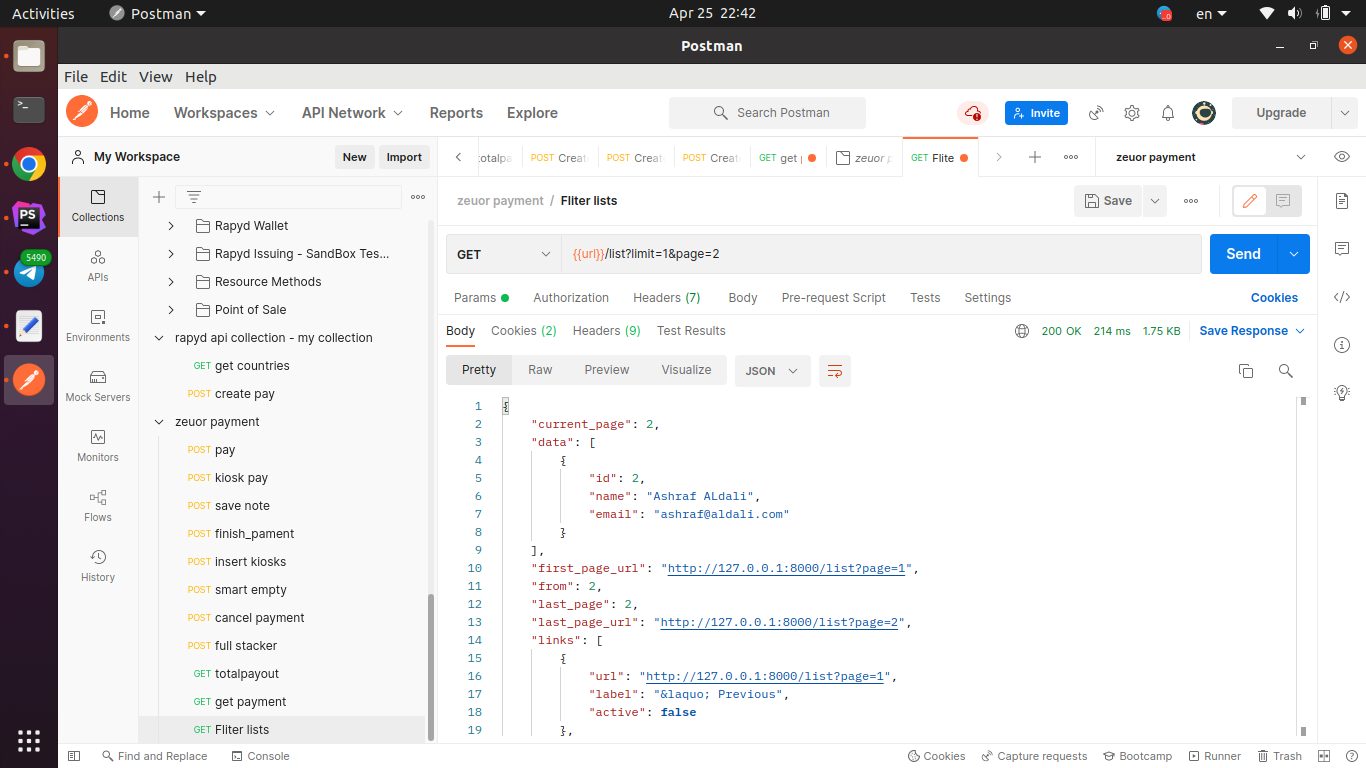 Activities
Postman
Apr 25 22:42
en
Postman
File Edit View Help
Home
Workspaces
API Network
Reports
Explore
Search Postman
Invite
Upgrade
My Workspace
New
Import
totalpa
POST Creat
POST Creat
POST Creat
GET get p
zeuor p
GET Flite
zeuor payment
Collections
APIs
Environments
Mock Servers
Monitors
Flows
History
5490
PS
Rapyd Wallet
Rapyd Issuing - SandBox Tes...
Resource Methods
Point of Sale
rapyd api collection - my collection
GET get countries
POST create pay
zeuor payment
POST pay
POST kiosk pay
POST save note
POST finish_pament
POST insert kiosks
POST smart empty
POST cancel payment
POST full stacker
GET totalpayout
GET get payment
GET Fliter lists
zeuor payment / Fliter lists
Save
GET
{{url}}/list?limit=1&page=2
Send
Params
Authorization
Headers (7)
Body
Pre-request Script
Tests
Settings
Cookies
Body
Cookies (2)
Headers (9)
Test Results
200 OK
214 ms
1.75 KB
Save Response
Pretty
Raw
Preview
Visualize
JSON
1 {
2 "current_page": 2,
3 "data": [
4 {
5 "id": 2,
6 "name": "Ashraf ALdali",
7 "email": "ashraf@aldali.com"
8 }
9 ],
10 "first_page_url": "http://127.0.0.1:8000/list?page=1",
11 "from": 2,
12 "last_page": 2,
13 "last_page_url": "http://127.0.0.1:8000/list?page=2",
14 "links": [
15 {
16 "url": "http://127.0.0.1:8000/list?page=1",
17 "label": "&laquo; Previous",
18 "active": false
19 },
Find and Replace
Console
Cookies
Capture requests
Bootcamp
Runner
Trash